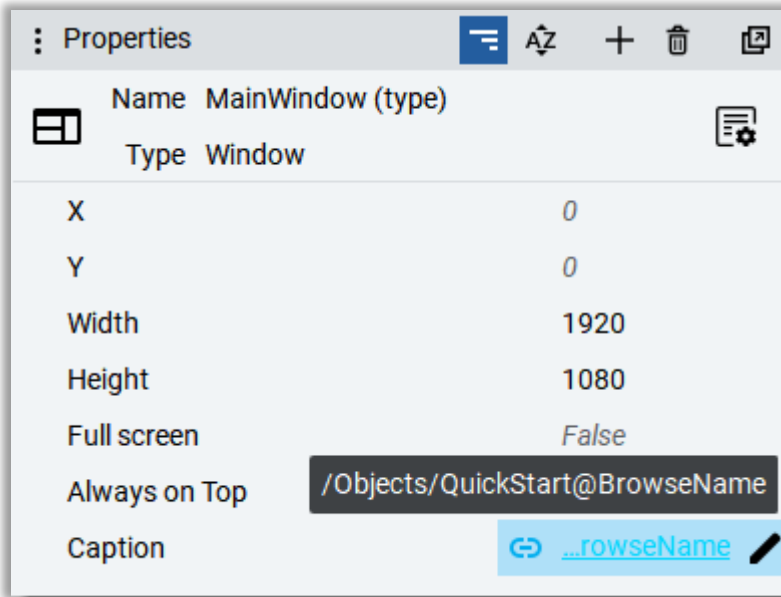 Properties
Name MainWindow (type)
Type Window
X 0
Y 0
Width 1920
Height 1080
Full screen False
Always on Top /Objects/QuickStart@BrowseName
Caption ...rowseName